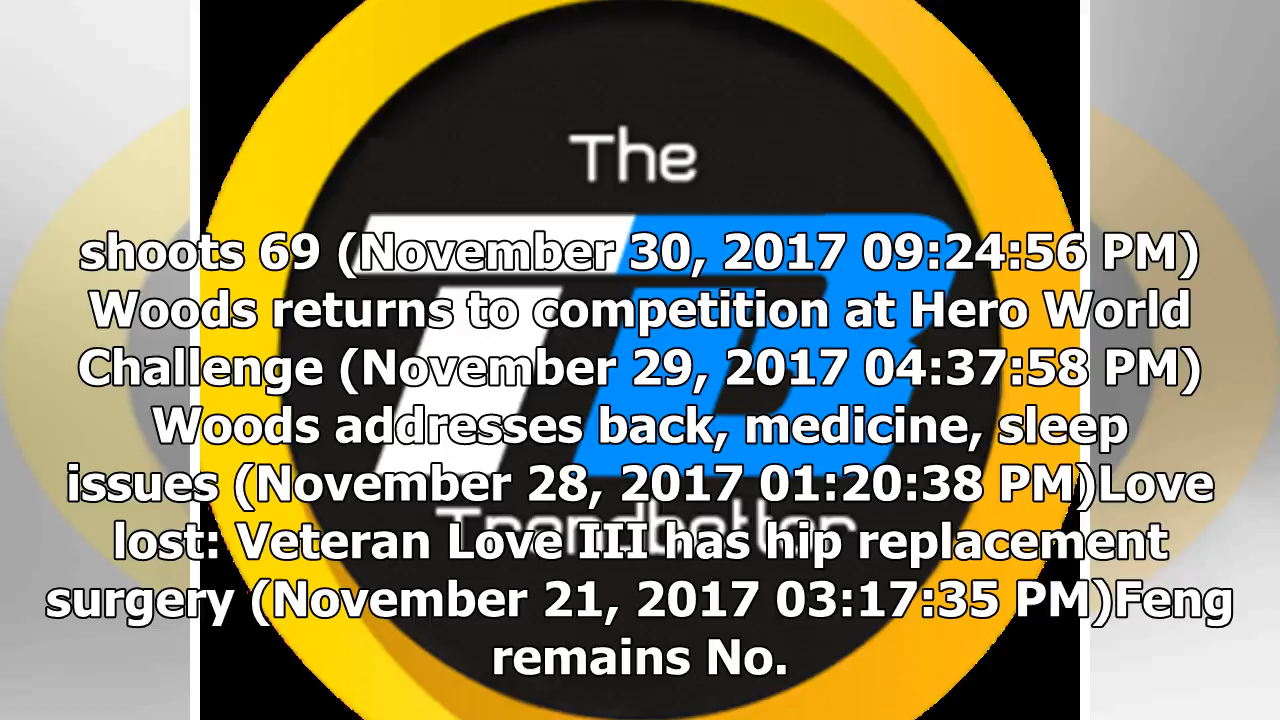 The
shoots 69 (November 30, 2017 09:24:56 PM)
Woods returns to competition at Hero World
Challenge (November 29, 2017 04:37:58 PM)
Woods addresses back, medicine, sleep
issues (November 28, 2017 01:20:38 PM)Love
lost: Veteran Love III has hip replacement
surgery (November 21, 2017 03:17:35 PM)Feng
remains No.
TB